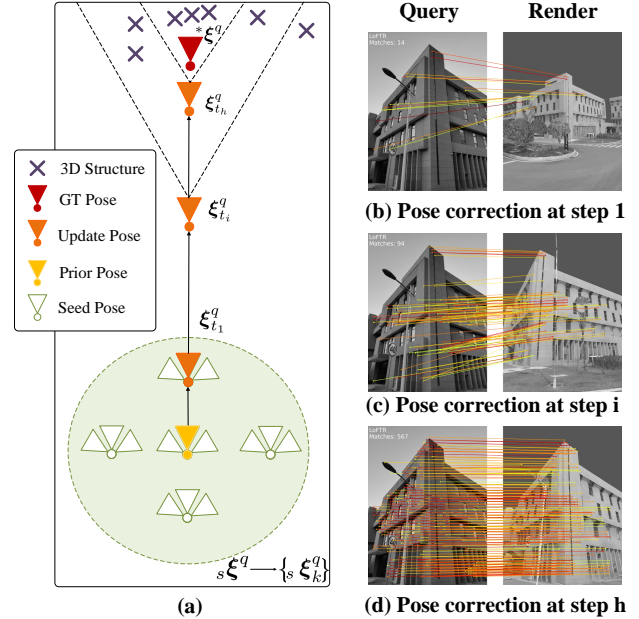 *ξ^q
ξ^q_{t_h}
ξ^q_{t_i}
ξ^q_{t_1}
3D Structure
GT Pose
Update Pose
Prior Pose
Seed Pose
_sξ^q → {_sξ^q_k}
(a)
Query Render
LoFTR
Matches: 14
(b) Pose correction at step 1
LoFTR
Matches: 94
(c) Pose correction at step i
LoFTR
Matches: 567
(d) Pose correction at step h